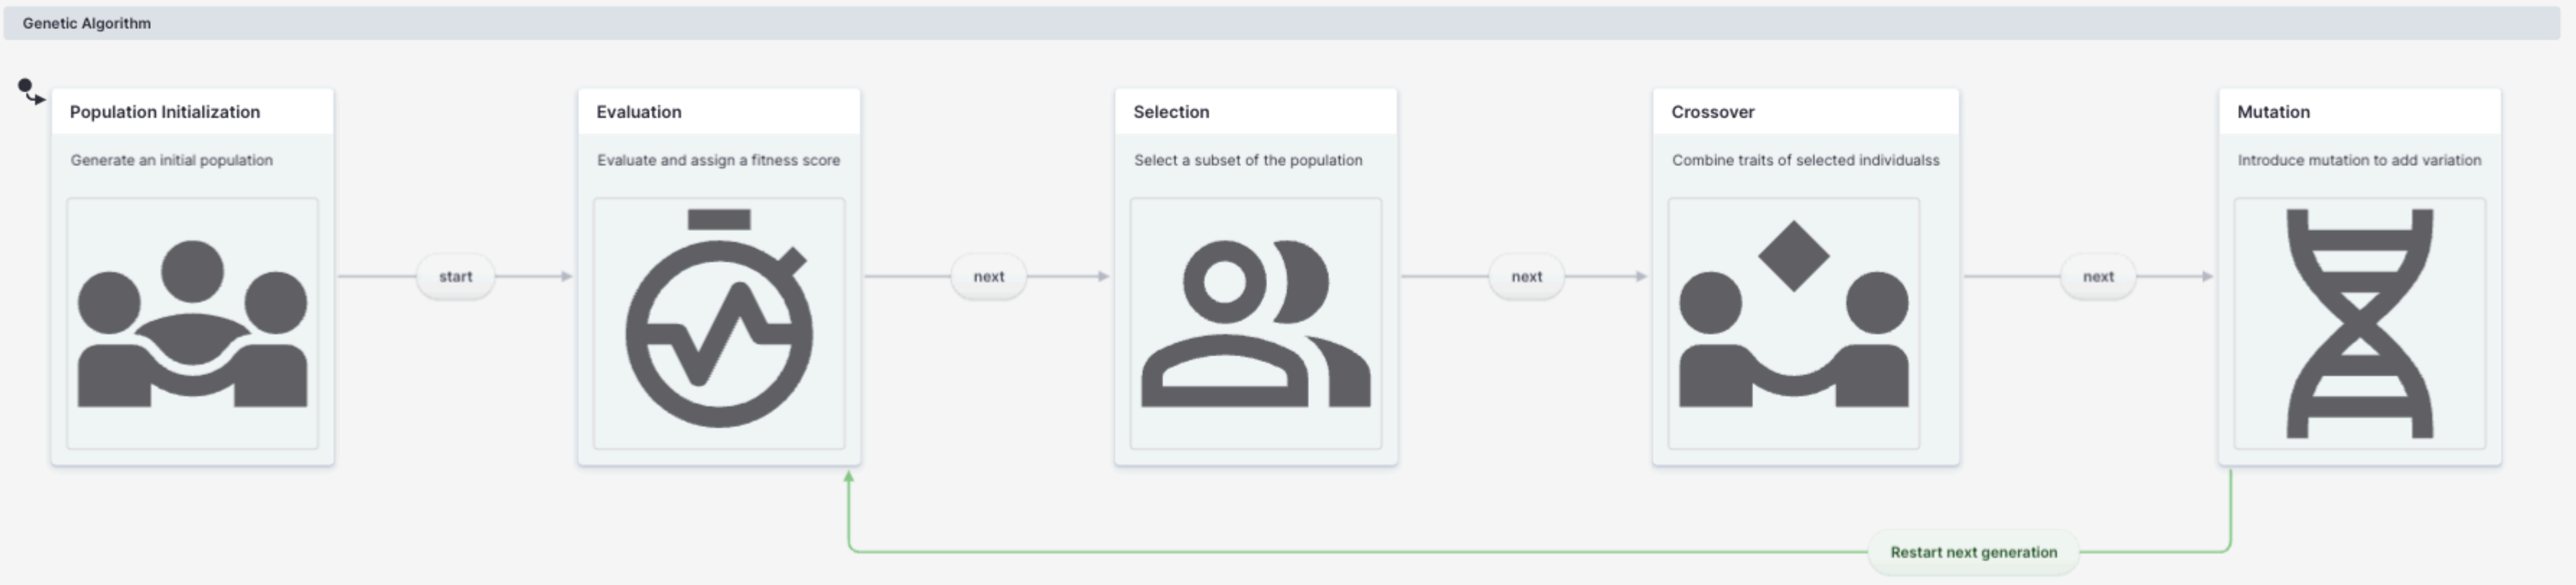 Genetic Algorithm
Population Initialization
Generate an initial population
start
Evaluation
Evaluate and assign a fitness score
next
Selection
Select a subset of the population
next
Crossover
Combine traits of selected individualss
next
Mutation
Introduce mutation to add variation
Restart next generation